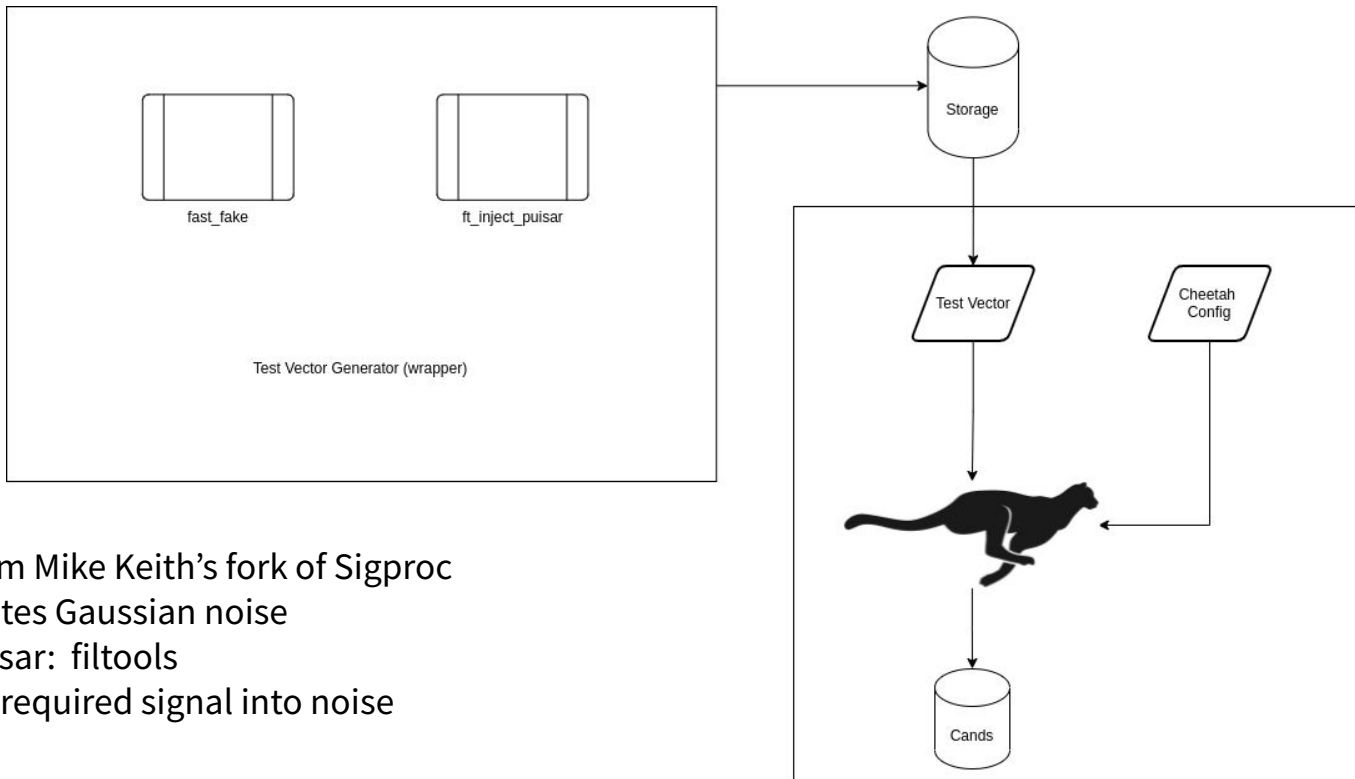 Storage
fast_fake
ft_inject_puisar
Test Vector Generator (wrapper)
Test Vector
Cheetah
Config
m Mike Keith’s fork of Sigproc
tes Gaussian noise
sar: filtools
required signal into noise
Cands